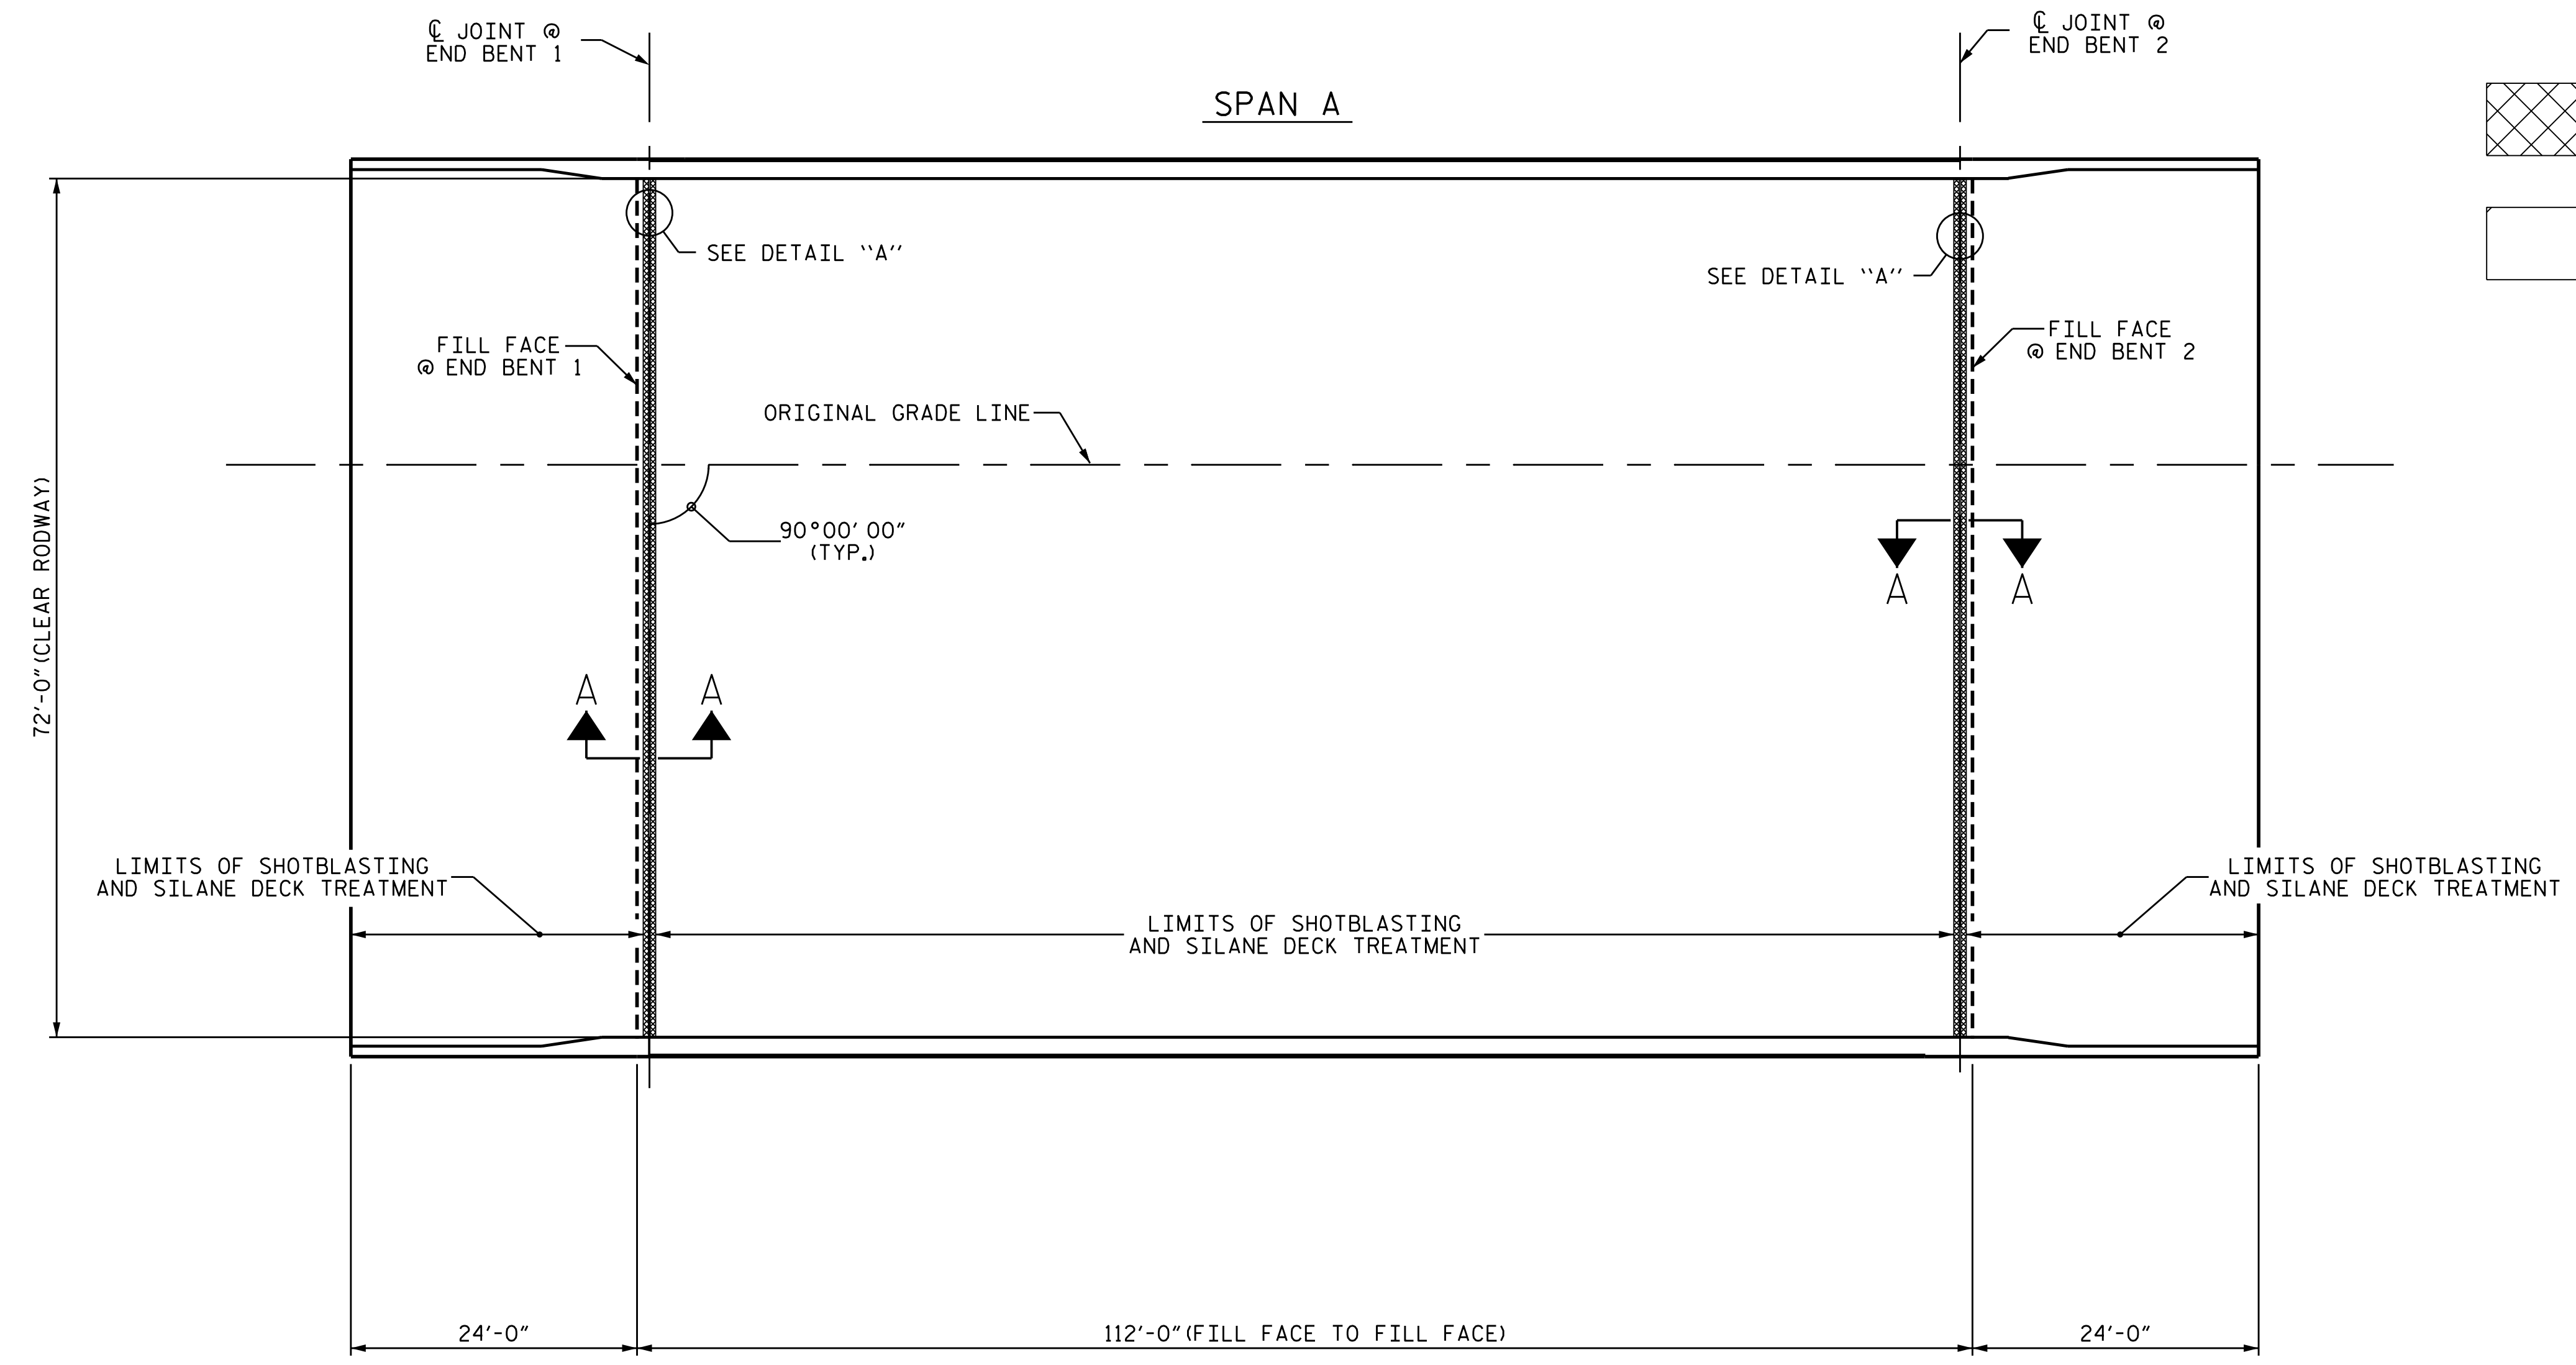 ℄ JOINT @
END BENT 1
℄ JOINT @
END BENT 2
SPAN A
SEE DETAIL ‵‵A′′
SEE DETAIL ‵‵A′′
FILL FACE
@ END BENT 1
FILL FACE
@ END BENT 2
ORIGINAL GRADE LINE
90°00'00"
(TYP.)
A A
A A
72'-0"(CLEAR RODWAY)
LIMITS OF SHOTBLASTING
AND SILANE DECK TREATMENT
LIMITS OF SHOTBLASTING
AND SILANE DECK TREATMENT
LIMITS OF SHOTBLASTING
AND SILANE DECK TREATMENT
24'-0"
112'-0"(FILL FACE TO FILL FACE)
24'-0"